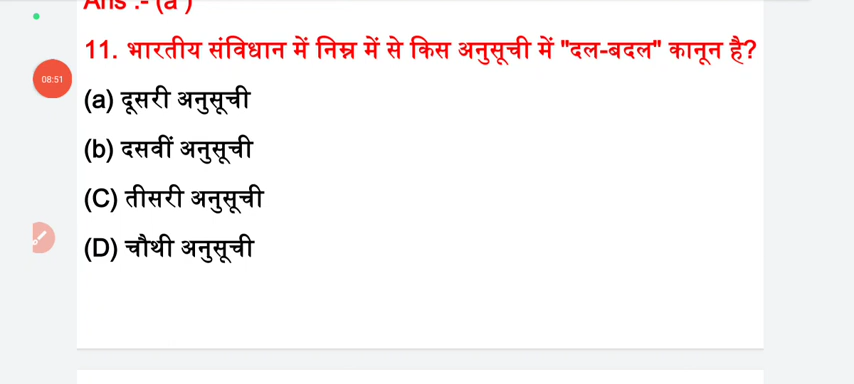 Ans :- (a )
11. भारतीय संविधान में निम्न में से किस अनुसूची में "दल-बदल" कानून है?
08:51
(a) दूसरी अनुसूची
(b) दसवीं अनुसूची
(C) तीसरी अनुसूची
(D) चौथी अनुसूची